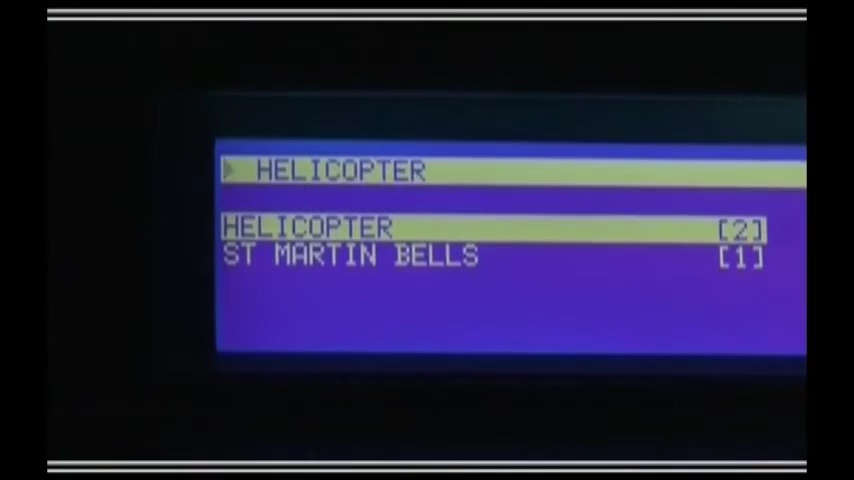 HELICOPTER
HELICOPTER [2]
ST MARTIN BELLS [1]